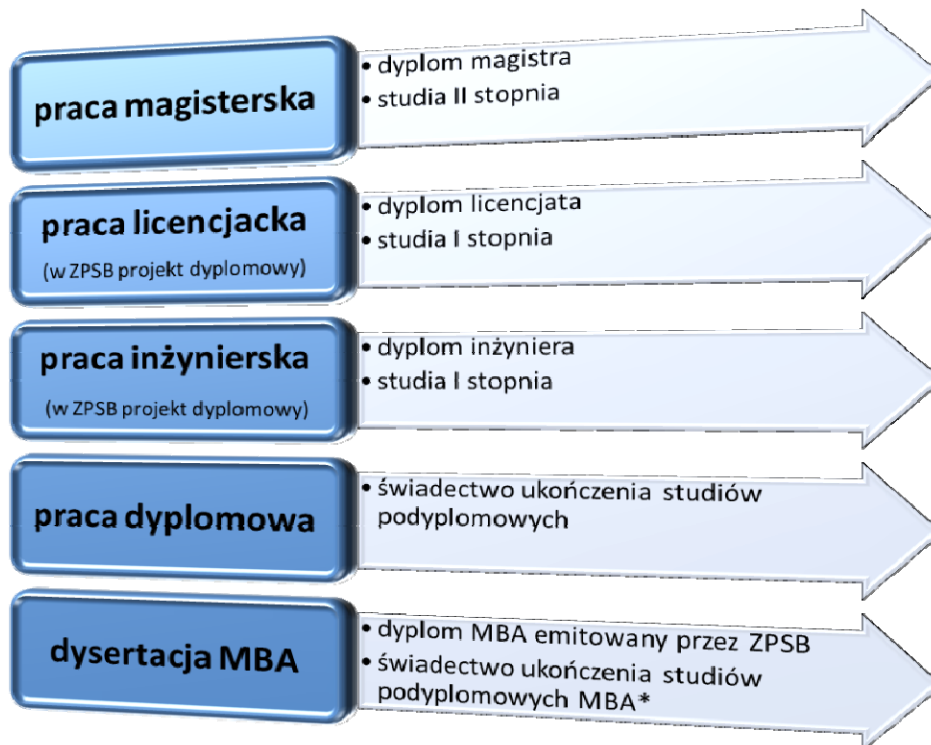 praca magisterska
• dyplom magistra
• studia II stopnia
praca licencjacka
(w ZPSB projekt dyplomowy)
• dyplom licencjata
• studia I stopnia
praca inżynierska
(w ZPSB projekt dyplomowy)
• dyplom inżyniera
• studia I stopnia
praca dyplomowa
• świadectwo ukończenia studiów
podyplomowych
dysertacja MBA
• dyplom MBA emitowany przez ZPSB
• świadectwo ukończenia studiów
podyplomowych MBA*